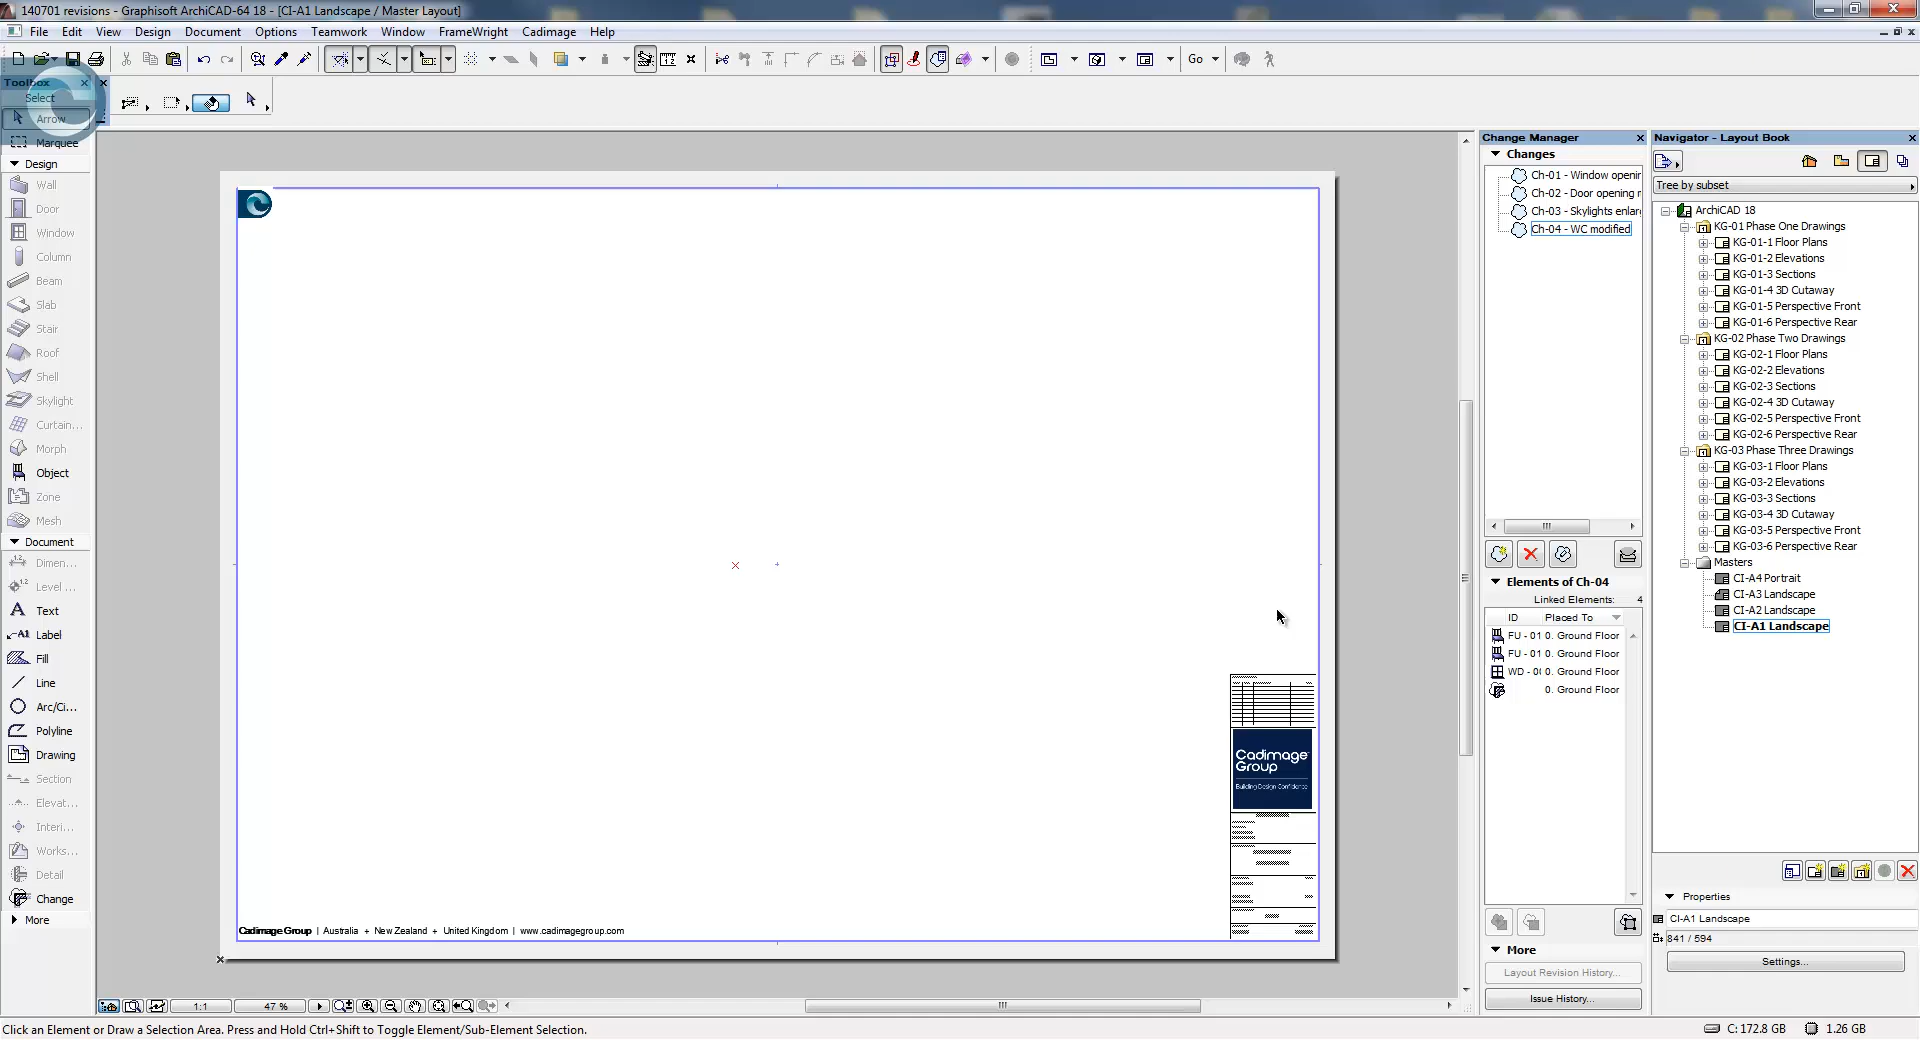 140701 revisions - Graphisoft ArchiCAD-64 18 - [CI-A1 Landscape / Master Layout]
File Edit View Design Document Options Teamwork Window FrameWright Cadimage Help
Go
Toolbox
Select
Arrow
Marquee
Design
Wall
Door
Window
Column
Beam
Slab
Stair
Roof
Shell
Skylight
Curtain...
Morph
Object
Zone
Mesh
Document
Dimen...
Level ...
Text
Label
Fill
Line
Arc/Ci...
Polyline
Drawing
Section
Elevat...
Interi...
Works...
Detail
Change
More
Cadimage
Group
Building Design Confidence
Cadimage Group | Australia + New Zealand + United Kingdom | www.cadimagegroup.com
1:1
47 %
Change Manager
Changes
Ch-01 - Window openir
Ch-02 - Door opening r
Ch-03 - Skylights enlar
Ch-04 - WC modified
Elements of Ch-04
Linked Elements: 4
ID Placed To
FU - 01 0. Ground Floor
FU - 01 0. Ground Floor
WD - 0 0. Ground Floor
0. Ground Floor
More
Layout Revision History...
Issue History...
Navigator - Layout Book
Tree by subset
ArchiCAD 18
KG-01 Phase One Drawings
KG-01-1 Floor Plans
KG-01-2 Elevations
KG-01-3 Sections
KG-01-4 3D Cutaway
KG-01-5 Perspective Front
KG-01-6 Perspective Rear
KG-02 Phase Two Drawings
KG-02-1 Floor Plans
KG-02-2 Elevations
KG-02-3 Sections
KG-02-4 3D Cutaway
KG-02-5 Perspective Front
KG-02-6 Perspective Rear
KG-03 Phase Three Drawings
KG-03-1 Floor Plans
KG-03-2 Elevations
KG-03-3 Sections
KG-03-4 3D Cutaway
KG-03-5 Perspective Front
KG-03-6 Perspective Rear
Masters
CI-A4 Portrait
CI-A3 Landscape
CI-A2 Landscape
CI-A1 Landscape
Properties
CI-A1 Landscape
841 / 594
Settings...
Click an Element or Draw a Selection Area. Press and Hold Ctrl+Shift to Toggle Element/Sub-Element Selection.
C: 172.8 GB
1.26 GB